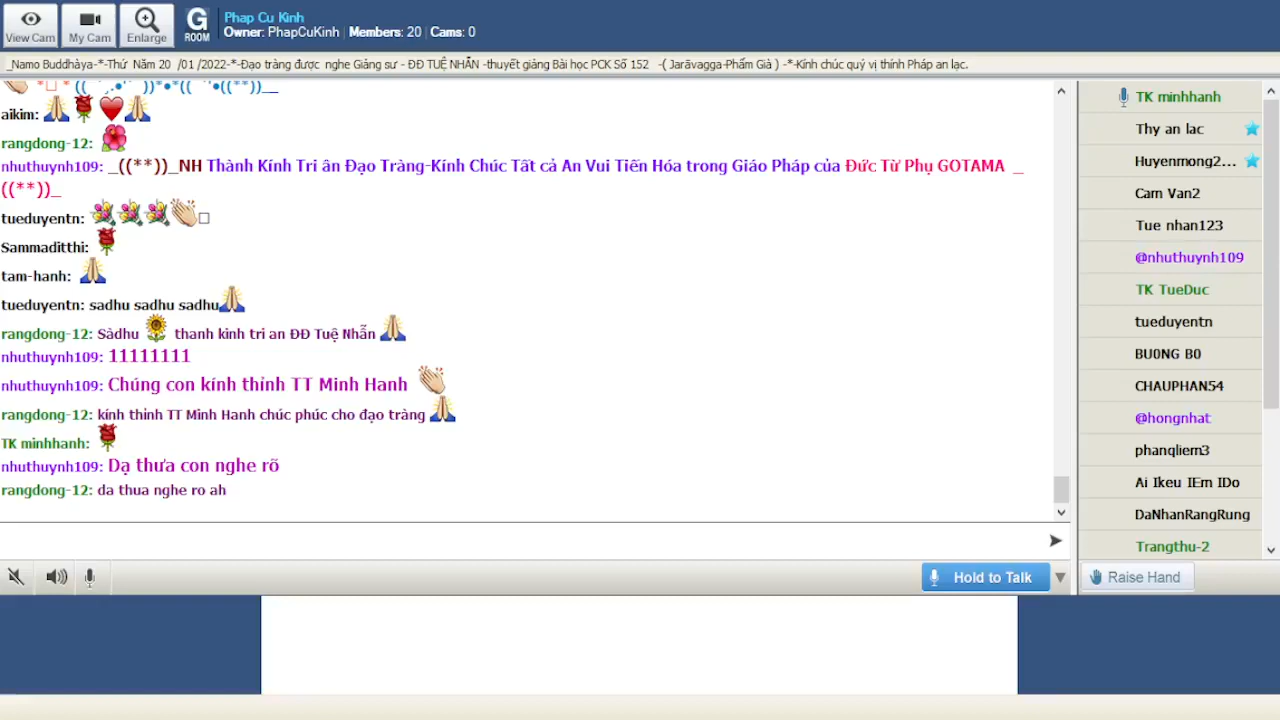 View Cam
My Cam
Enlarge
G
ROOM
Phap Cu Kinh
Owner: PhapCuKinh | Members: 20 | Cams: 0
_Namo Buddhàya-*-Thứ Năm 20 /01 /2022-*-Đạo tràng được nghe Giảng sư - ĐĐ TUỆ NHẪN -thuyết giảng Bài học PCK Số 152 -( Jarāvagga-Phẩm Già ) -*-Kính chúc quý vị thính Pháp an lạc.
aikim:
rangdong-12:
nhuthuynh109: _((**))_NH Thành Kính Tri ân Đạo Tràng-Kính Chúc Tất cả An Vui Tiến Hóa trong Giáo Pháp của Đức Từ Phụ GOTAMA _
((**))_
tueduyentn:
Sammaditthi:
tam-hanh:
tueduyentn: sadhu sadhu sadhu
rangdong-12: Sàdhu thanh kinh tri an ĐĐ Tuệ Nhẫn
nhuthuynh109: 11111111
nhuthuynh109: Chúng con kính thỉnh TT Minh Hanh
rangdong-12: kính thinh TT Minh Hanh chúc phúc cho đạo tràng
TK minhhanh:
nhuthuynh109: Dạ thưa con nghe rõ
rangdong-12: da thua nghe ro ah
Hold to Talk
TK minhhanh
Thy an lac
Huyenmong2...
Cam Van2
Tue nhan123
@nhuthuynh109
TK TueDuc
tueduyentn
BU0NG B0
CHAUPHAN54
@hongnhat
phanqliem3
Ai Ikeu IEm IDo
DaNhanRangRung
Trangthu-2
Raise Hand